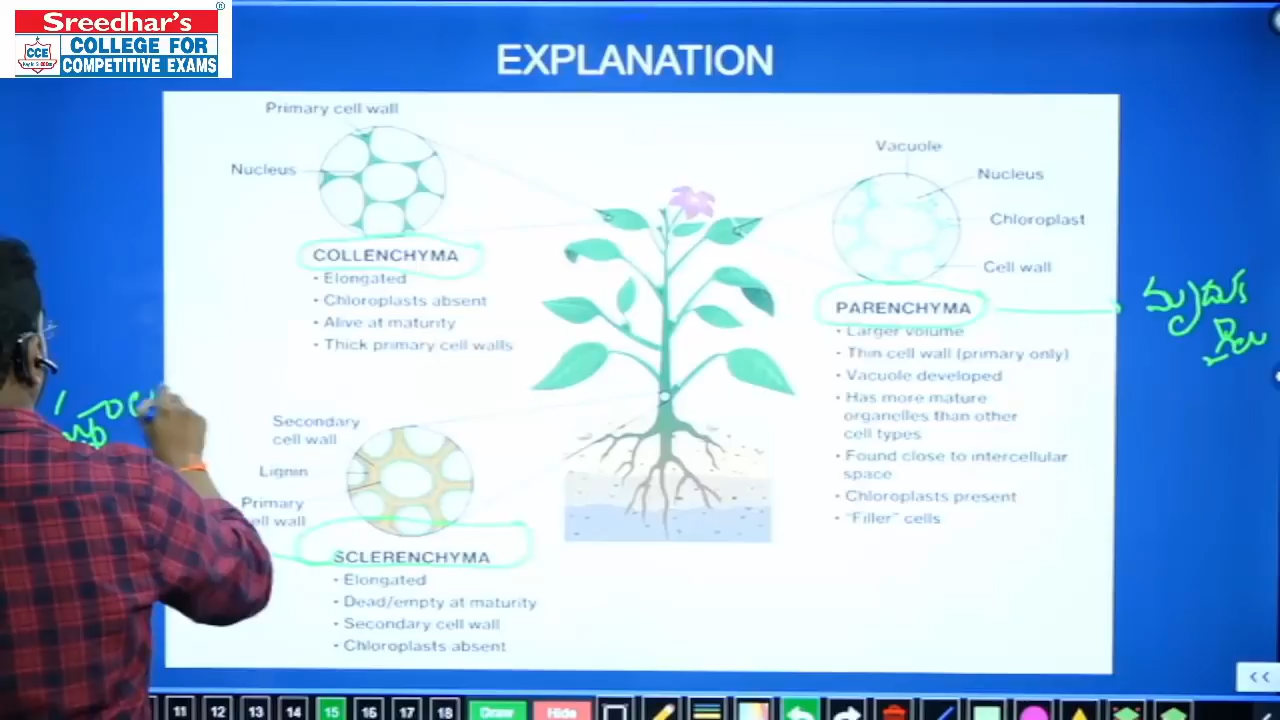 Sreedhar's
CCE
COLLEGE FOR
COMPETITIVE EXAMS
EXPLANATION
Primary cell wall
Nucleus
COLLENCHYMA
• Elongated
• Chloroplasts absent
• Alive at maturity
• Thick primary cell walls
Secondary
cell wall
Lignin
Primary
cell wall
SCLERENCHYMA
• Elongated
• Dead/empty at maturity
• Secondary cell wall
• Chloroplasts absent
Vacuole
Nucleus
Chloroplast
Cell wall
PARENCHYMA
• Larger volume
• Thin cell wall (primary only)
• Vacuole developed
• Has more mature
organelles than other
cell types
• Found close to intercellular
space
• Chloroplasts present
• "Filler" cells
మృదుక
<<
11 12 13 14 15 16 17 18 Draw Hide